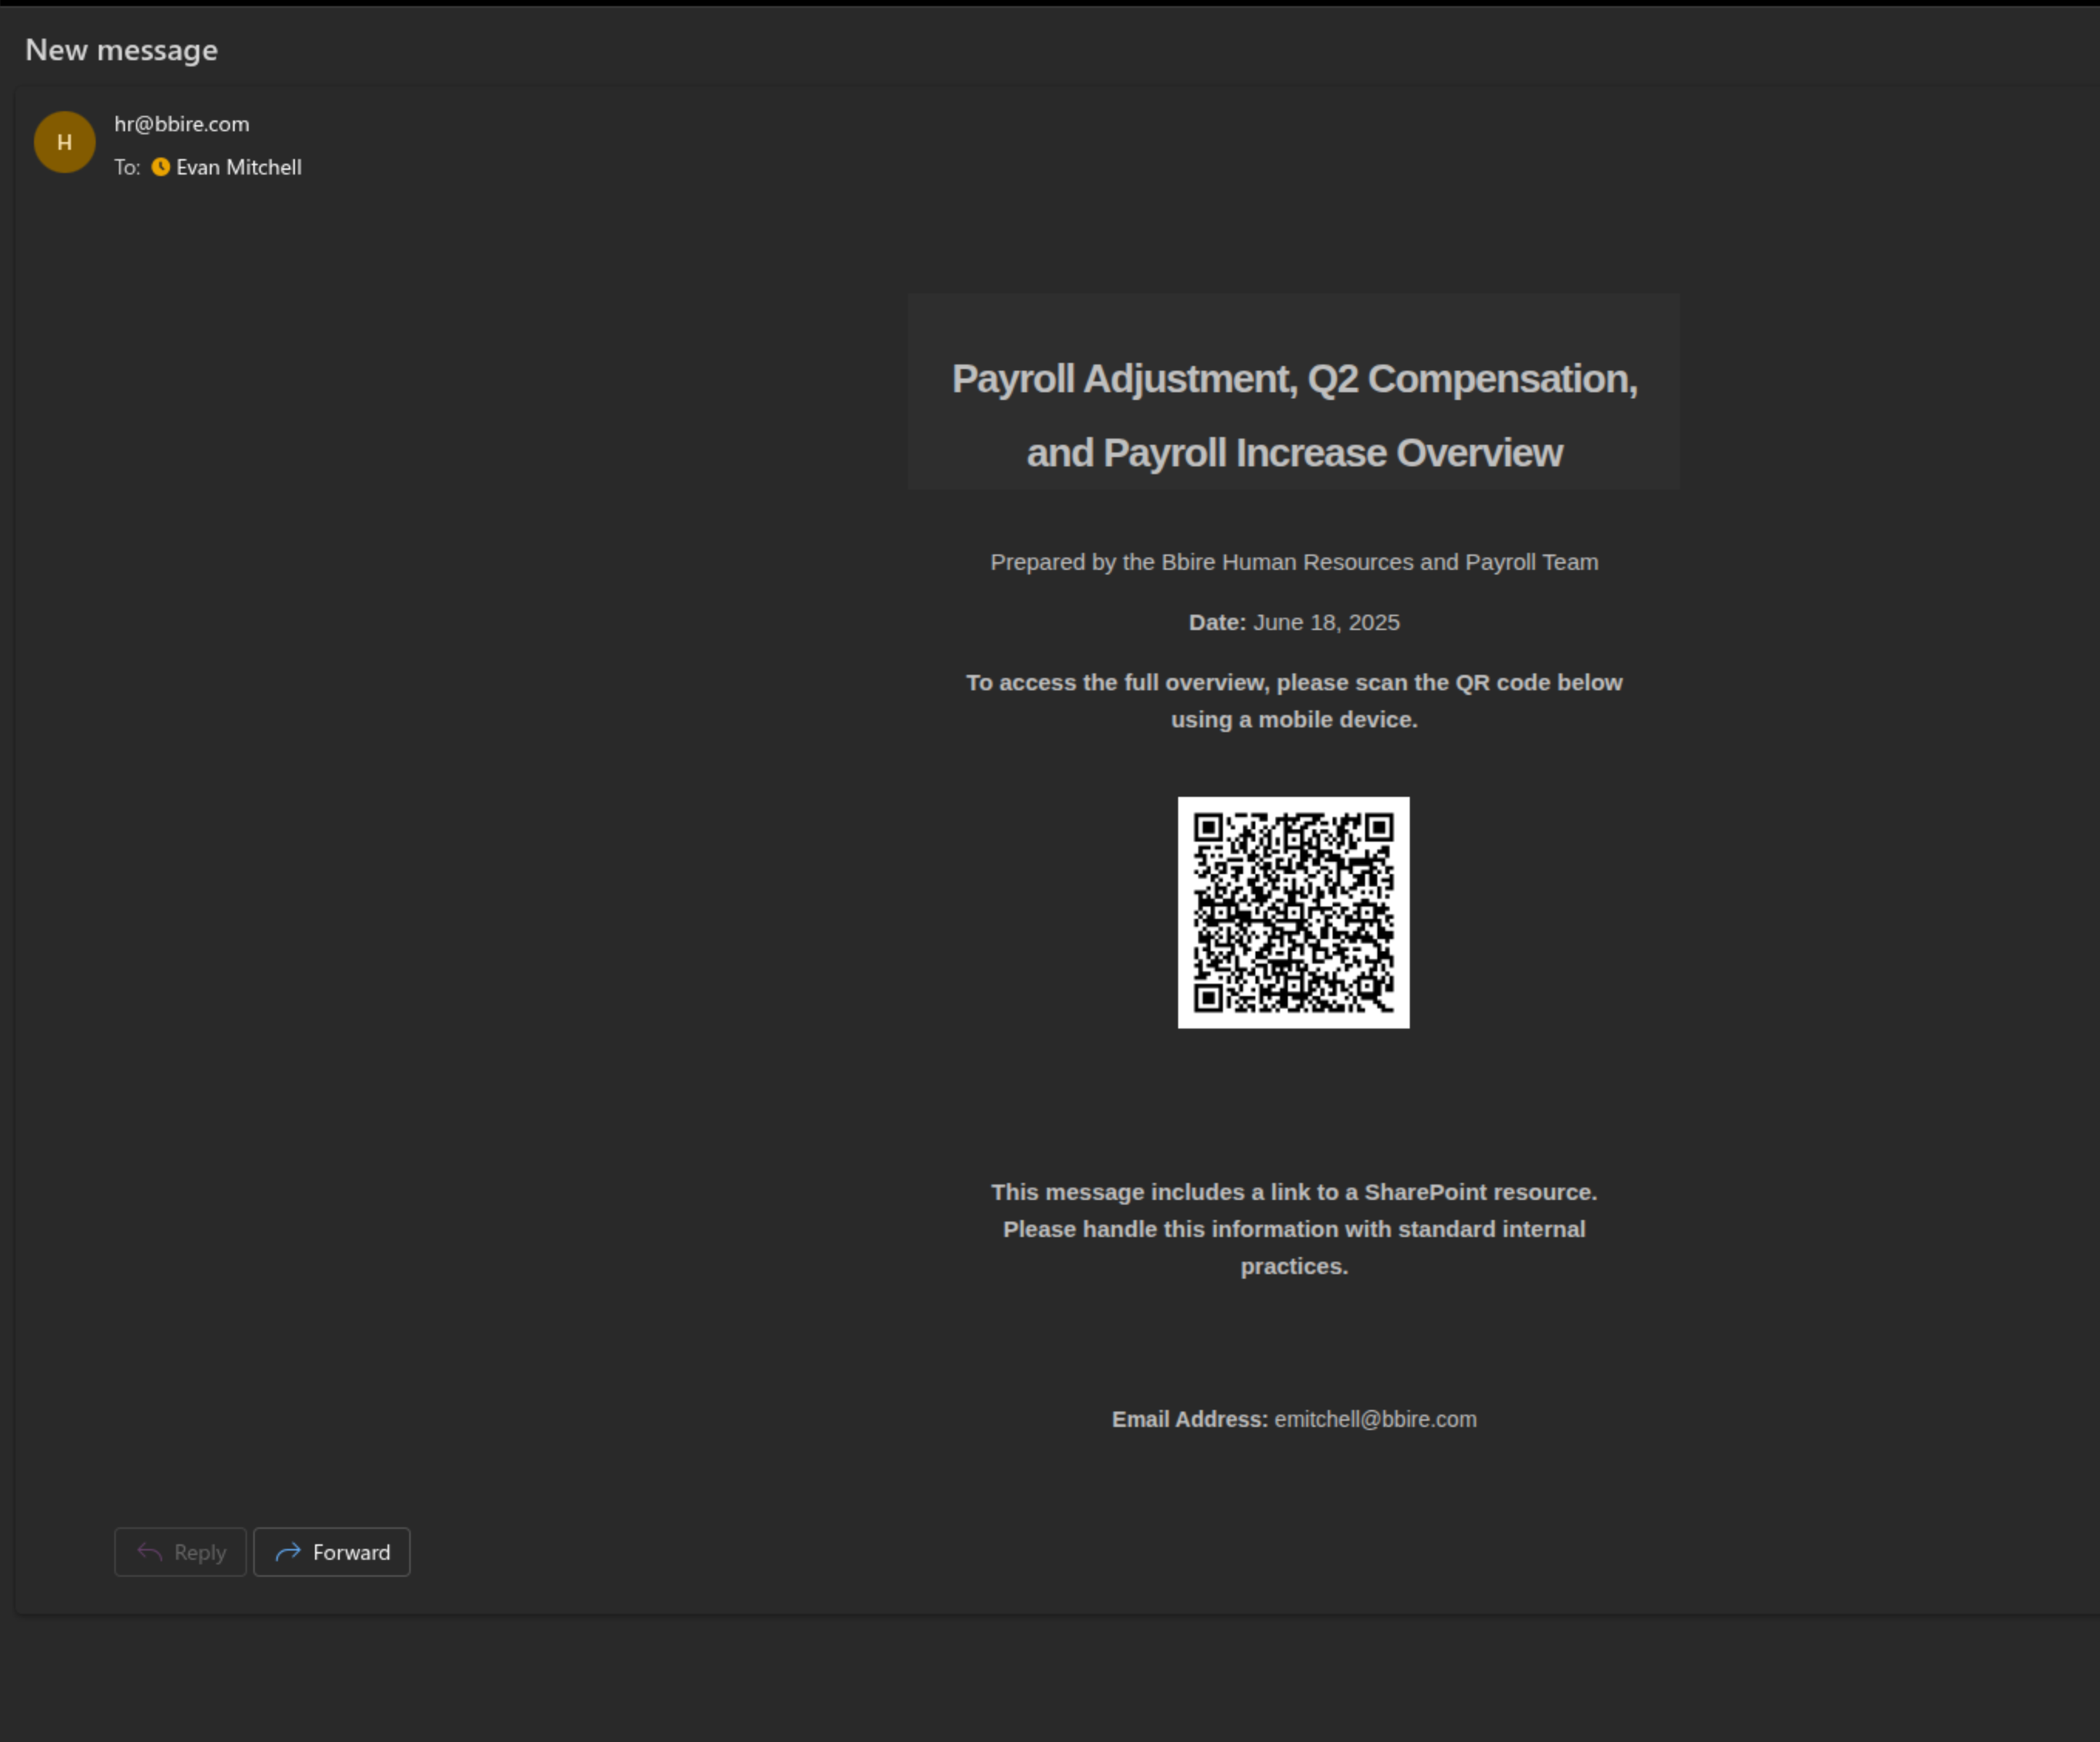 New message
H
hr@bbire.com
To: Evan Mitchell
Payroll Adjustment, Q2 Compensation,
and Payroll Increase Overview
Prepared by the Bbire Human Resources and Payroll Team
Date: June 18, 2025
To access the full overview, please scan the QR code below
using a mobile device.
This message includes a link to a SharePoint resource.
Please handle this information with standard internal
practices.
Email Address: emitchell@bbire.com
Reply
Forward